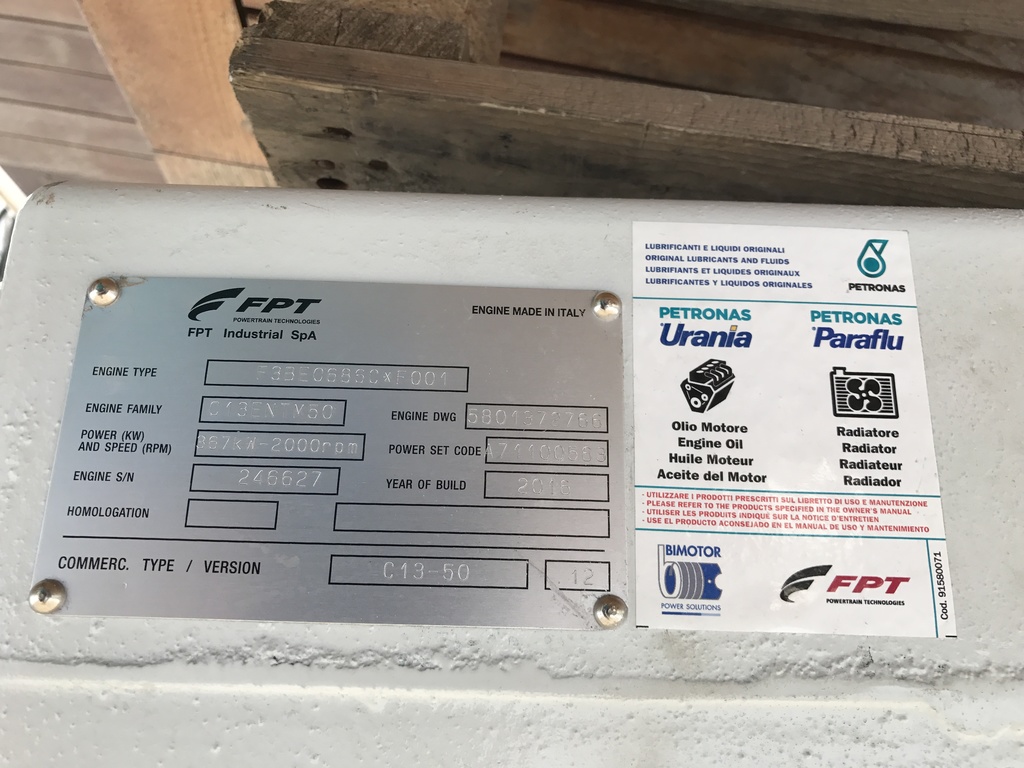 FPT
POWERTRAIN TECHNOLOGIES
FPT Industrial SpA
ENGINE MADE IN ITALY
ENGINE TYPE
ENGINE FAMILY
ENGINE DWG
POWER (KW)
AND SPEED (RPM)
POWER SET CODE
ENGINE S/N 246627
YEAR OF BUILD
HOMOLOGATION
COMMERC. TYPE / VERSION C13-50 12
LUBRIFICANTI E LIQUIDI ORIGINALI
ORIGINAL LUBRICANTS AND FLUIDS
LUBRIFIANTS ET LIQUIDES ORIGINAUX
LUBRIFICANTES Y LIQUIDOS ORIGINALES
PETRONAS
PETRONAS
Urania
PETRONAS
Paraflu
Olio Motore
Engine Oil
Huile Moteur
Aceite del Motor
Radiatore
Radiator
Radiateur
Radiador
- UTILIZZARE I PRODOTTI PRESCRITTI SUL LIBRETTO DI USO E MANUTENZIONE
- PLEASE REFER TO THE PRODUCTS SPECIFIED IN THE OWNER'S MANUAL
- UTILISER LES PRODUITS INDIQUÉ SUR LA NOTICE D'ENTRETIEN
- USE EL PRODUCTO ACONSEJADO EN EL MANUAL DE USO Y MANTENIMIENTO
BIMOTOR
POWER SOLUTIONS
FPT
POWERTRAIN TECHNOLOGIES
Cod. 91580071